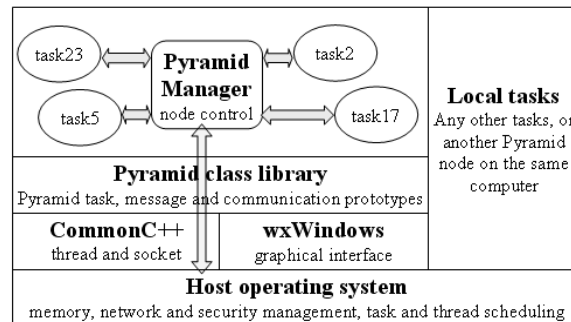 task23
Pyramid
Manager
node control
task2
task5
task17
Local tasks
Any other tasks, or
another Pyramid
node on the same
computer
Pyramid class library
Pyramid task, message and communication prototypes
CommonC++
thread and socket
wxWindows
graphical interface
Host operating system
memory, network and security management, task and thread scheduling